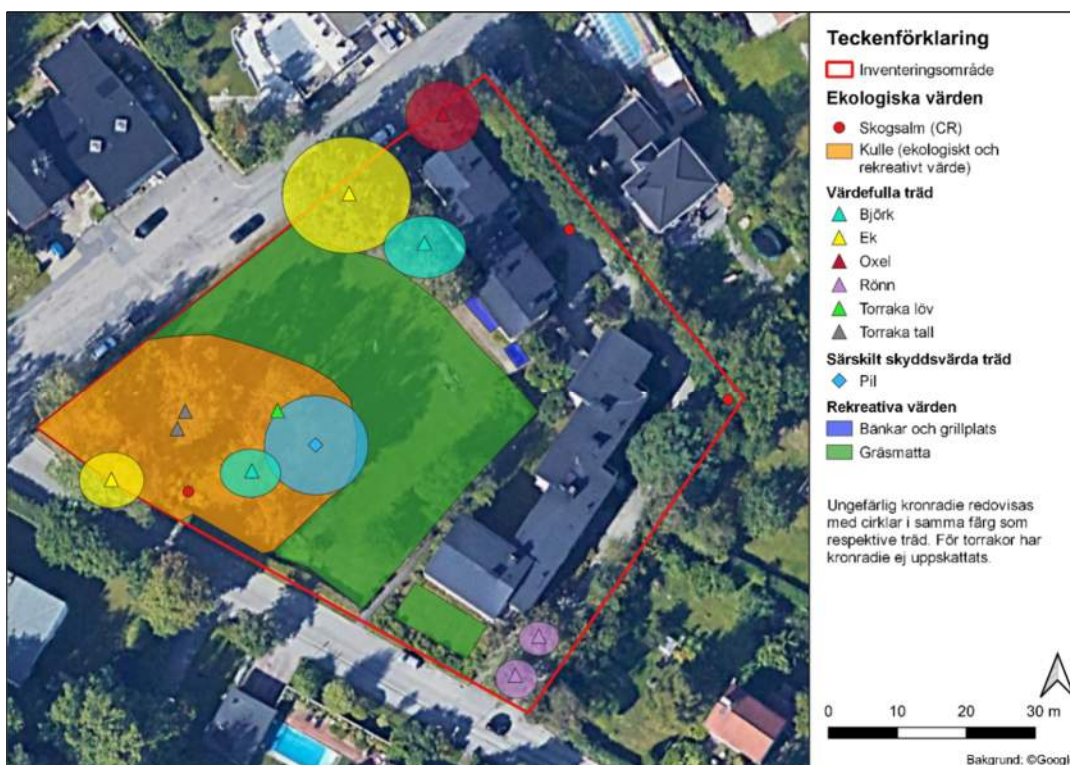 Teckenförklaring
Inventeringsområde
Ekologiska värden
Skogsalm (CR)
Kulle (ekologiskt och
rekreativt värde)
Värdefulla träd
Björk
Ek
Oxel
Rönn
Torraka löv
Torraka tall
Särskilt skyddsvärda träd
Pil
Rekreativa värden
Bänkar och grillplats
Gräsmatta
Ungefärlig kronradie redovisas
med cirklar i samma färg som
respektive träd. För torrakor har
kronradie ej uppskattats.
0 10 20 30 m
Bakgrund: ©Google